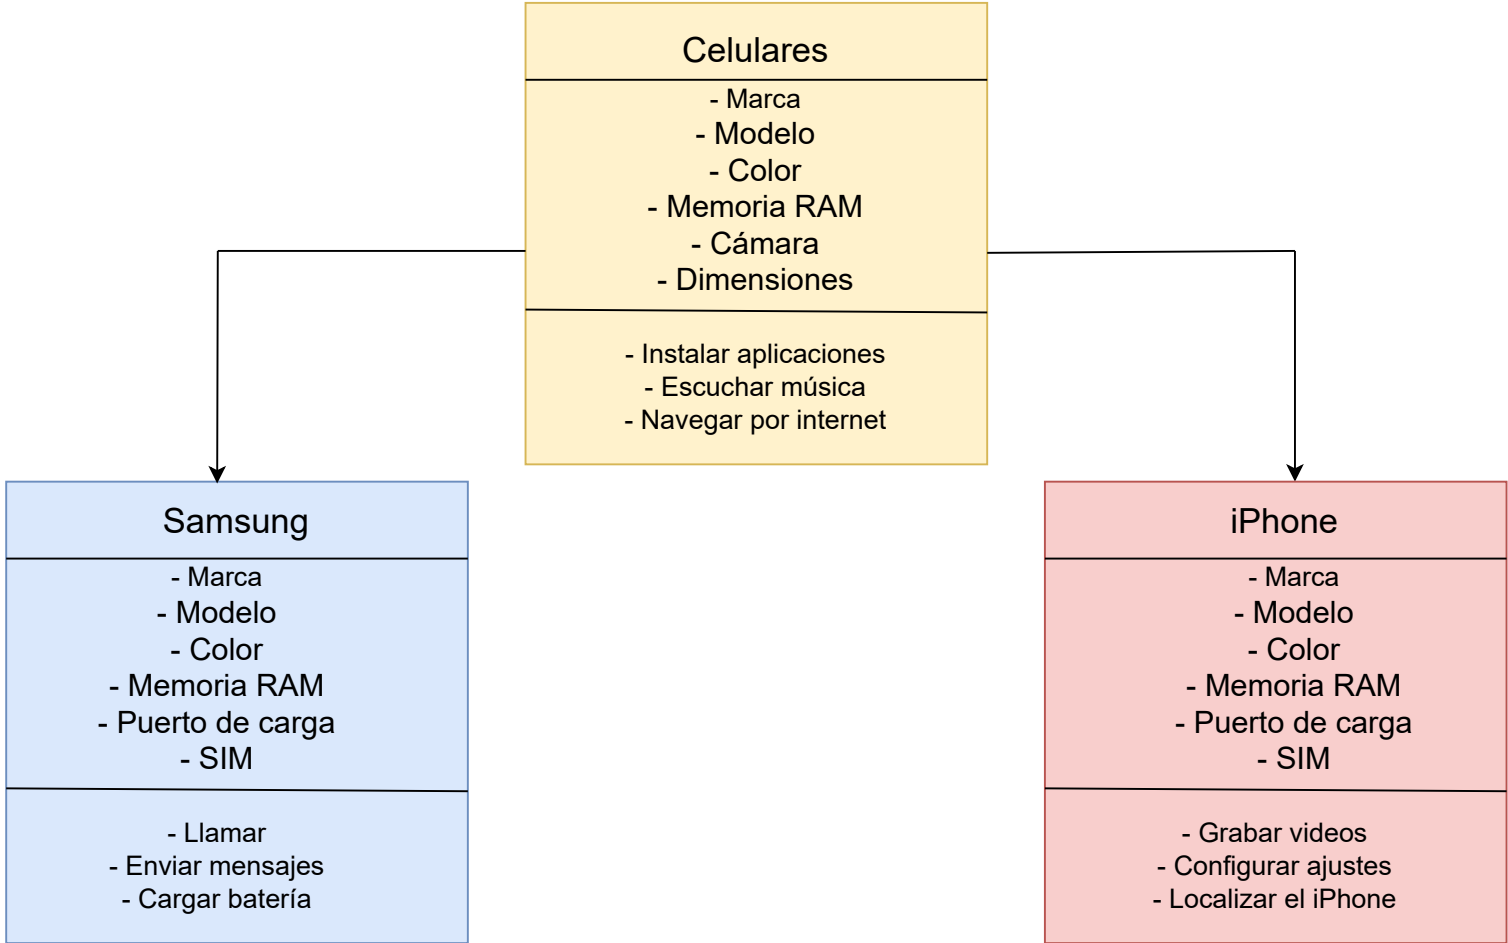 Celulares
- Marca
- Modelo
- Color
- Memoria RAM
- Cámara
- Dimensiones
- Instalar aplicaciones
- Escuchar música
- Navegar por internet
Samsung
- Marca
- Modelo
- Color
- Memoria RAM
- Puerto de carga
- SIM
- Llamar
- Enviar mensajes
- Cargar batería
iPhone
- Marca
- Modelo
- Color
- Memoria RAM
- Puerto de carga
- SIM
- Grabar videos
- Configurar ajustes
- Localizar el iPhone